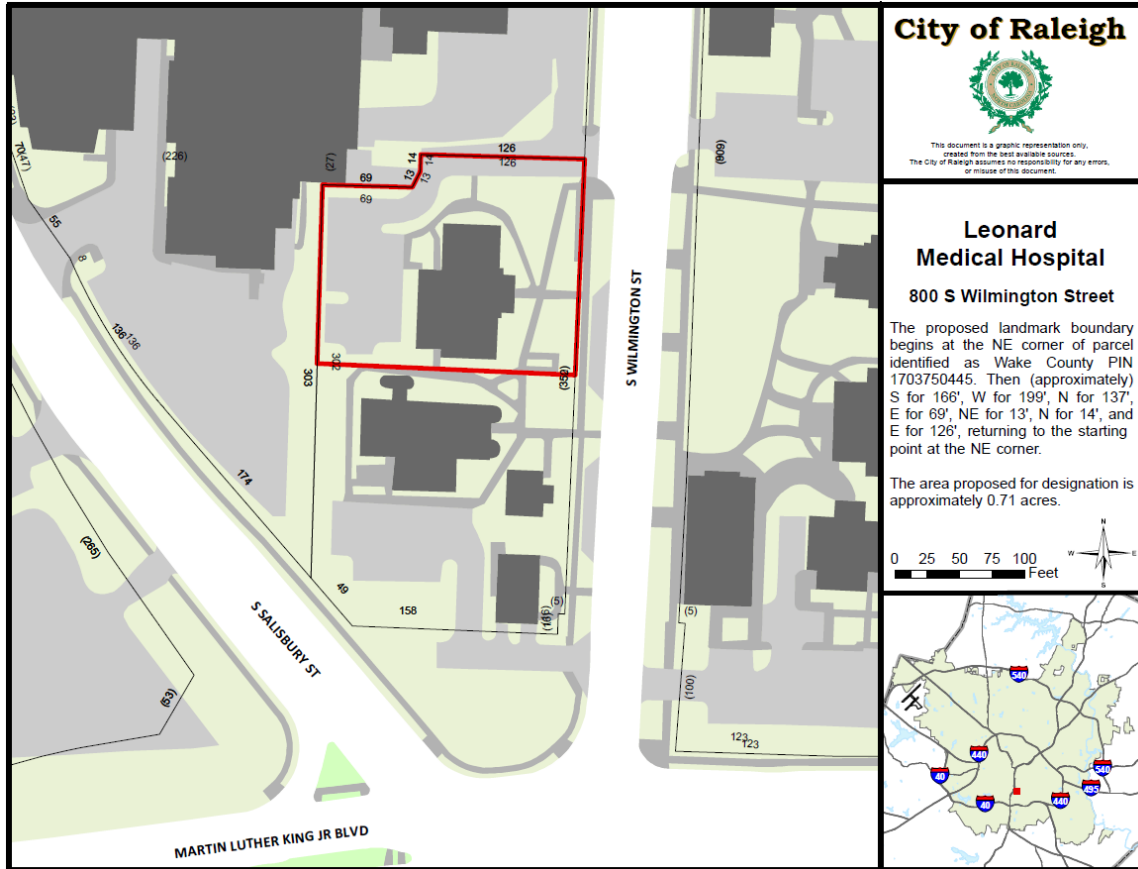 City of Raleigh
This document is a graphic representation only,
created from the best available sources.
The City of Raleigh assumes no responsibility for any errors,
or misuse of this document.
Leonard
Medical Hospital
800 S Wilmington Street
The proposed landmark boundary
begins at the NE corner of parcel
identified as Wake County PIN
1703750445. Then (approximately)
S for 166', W for 199', N for 137',
E for 69', NE for 13', N for 14', and
E for 126', returning to the starting
point at the NE corner.
The area proposed for designation is
approximately 0.71 acres.
N
W
E
S
0 25 50 75 100
Feet
540
440
40
540
495
40
440
70
(47)
(226)
(27)
14
14
126
126
13
13
69
69
55
8
136
136
303
302
174
(265)
(53)
49
158
(5)
(5)
(100)
123
123
S WILMINGTON ST
S SALISBURY ST
MARTIN LUTHER KING JR BLVD